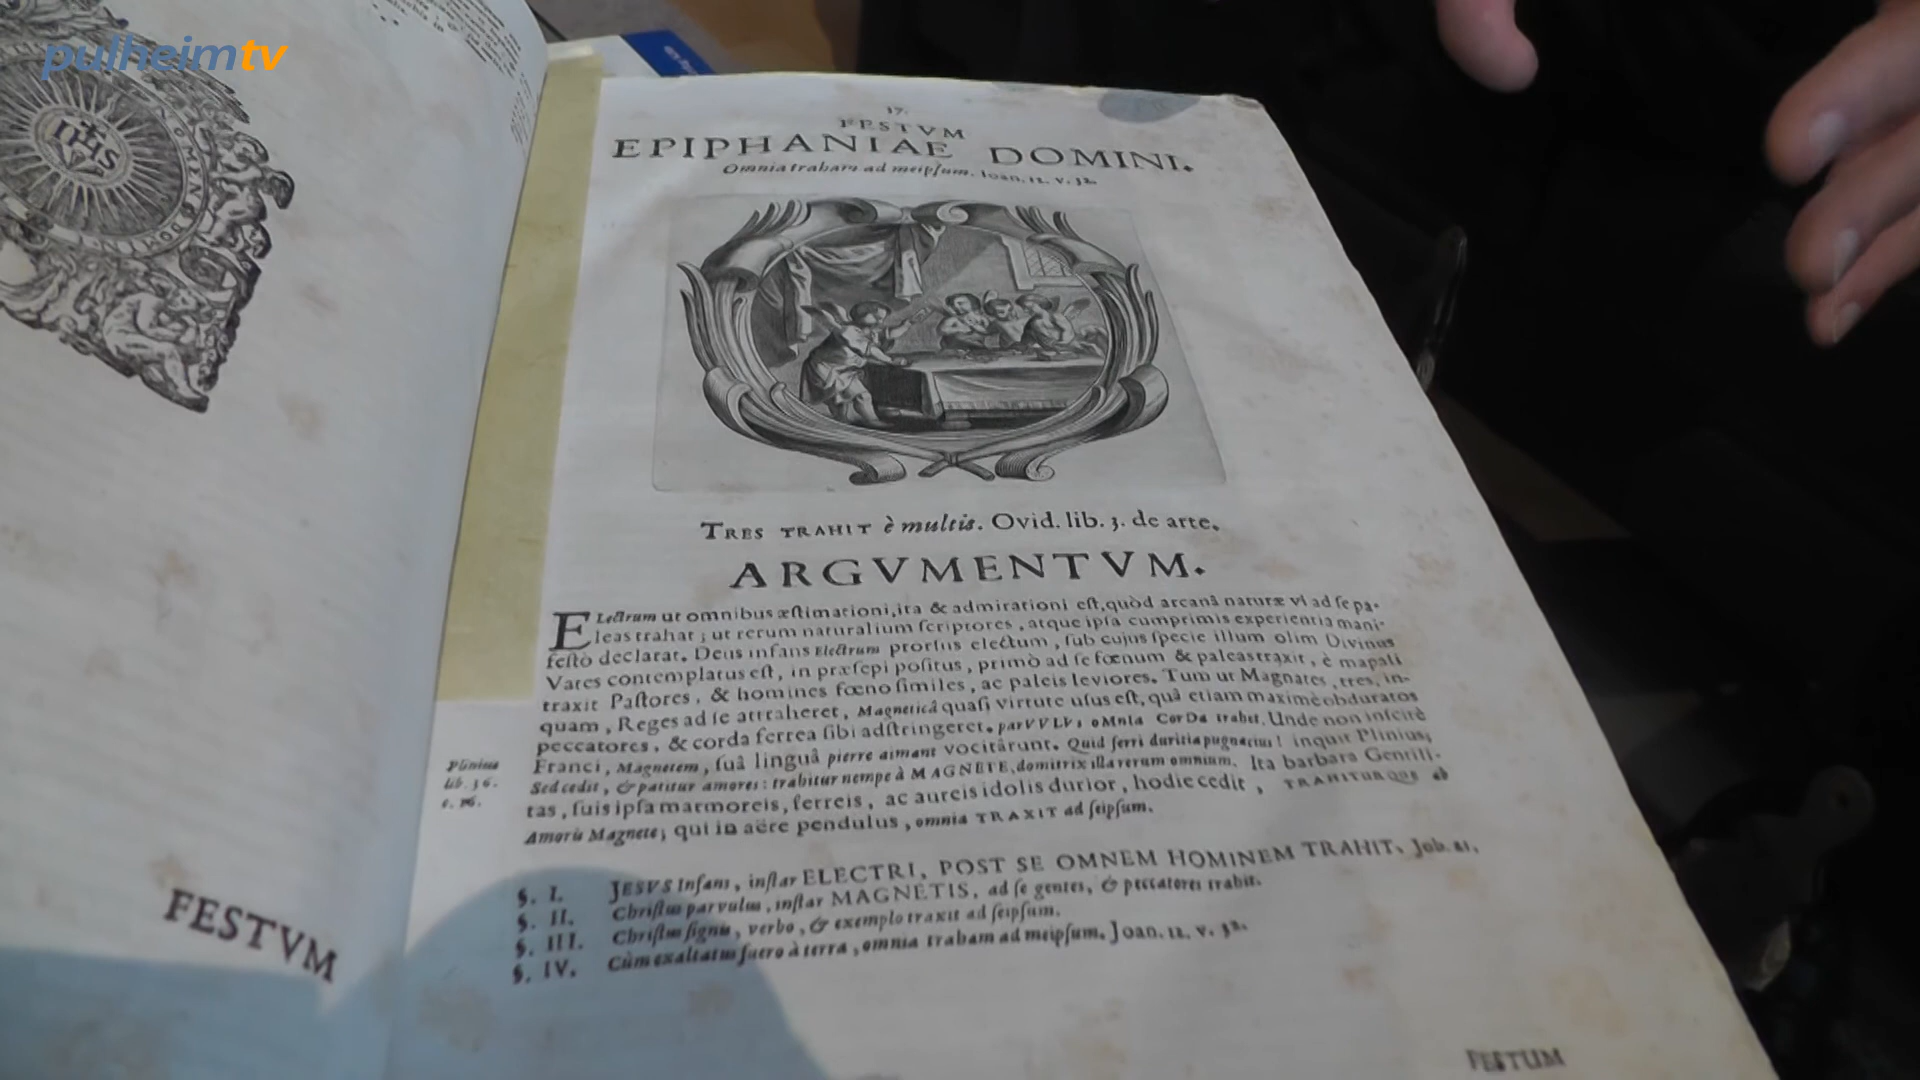 pulheimtv
IHS
NOMEN DOMINI
FESTVM
17.
FESTVM
EPIPHANIAE DOMINI.
Omnia traham ad meipſum. Ioan. 12. v. 32.
TRES TRAHIT è multis. Ovid. lib. 3. de arte.
ARGVMENTVM.
ELectrum ut omnibus æſtimationi, ita & admirationi eſt, quòd arcanâ naturæ vi ad ſe pa-
leas trahat; ut rerum naturalium ſcriptores, atque ipſa cumprimis experientia mani-
feſtò declarat. Deus infans Electrum prorſus electum, ſub cujus ſpecie illum olim Divinus
Vates contemplatus eſt, in præſepi poſitus, primò ad ſe fœnum & paleas traxit, è mapali
traxit Paſtores, & homines fœno ſimiles, ac paleis leviores. Tum ut Magnates, tres, in-
quam, Reges ad ſe attraheret, Magneticâ quaſi virtute uſus eſt, quâ etiam maximè obduratos
peccatores, & corda ferrea ſibi adſtringeret. parVVLVs oMnIa CorDa trahet. Unde non inſcitè
Franci, Magnetem, ſuâ linguâ pierre aimant vocitârunt. Quid ferri duritia pugnacius! inquit Plinius,
Sed cedit, & patitur amores: trahitur nempe à MAGNETE, domitrix illa rerum omnium. Ita barbara Gentili-
tas, ſuis ipſa marmoreis, ferreis, ac aureis idolis durior, hodie cedit, TRAHITURQUE ab
Amoris Magnete; qui in aëre pendulus, omnia TRAXIT ad ſeipſum.
Plinius
lib. 36.
c. 16.
§. I. JESVS Infans, inſtar ELECTRI, POST SE OMNEM HOMINEM TRAHIT. Job. 21.
§. II. Chriſtus parvulus, inſtar MAGNETIS, ad ſe gentes, & peccatores trahit.
§. III. Chriſtus ſignis, verbo, & exemplo traxit ad ſeipſum.
§. IV. Cùm exaltatus fuero à terra, omnia traham ad meipſum. Joan. 12. v. 32.
FESTUM